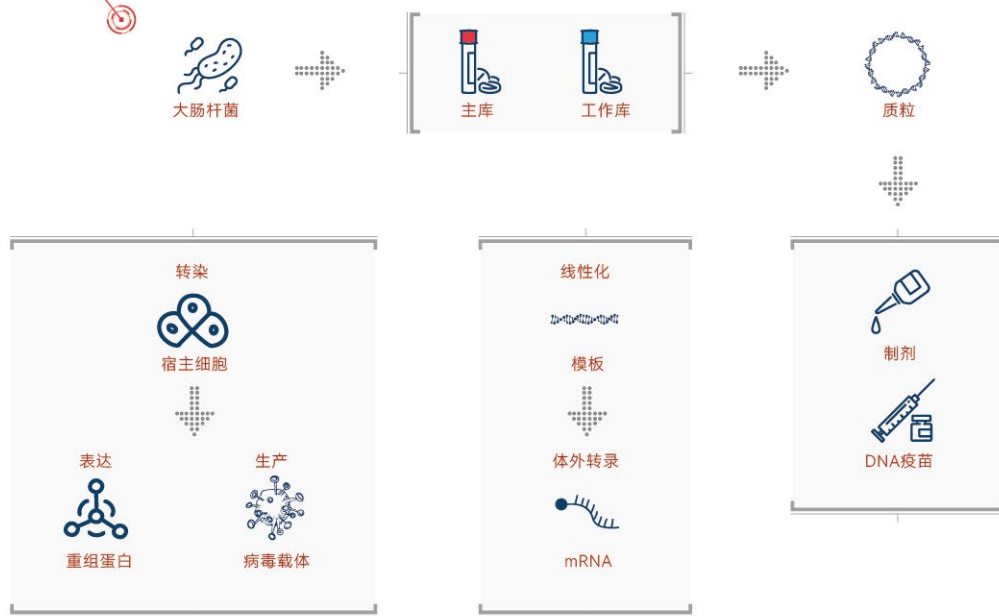 大肠杆菌
主库
工作库
质粒
转染
宿主细胞
表达
生产
重组蛋白
病毒载体
线性化
模板
体外转录
mRNA
制剂
DNA疫苗